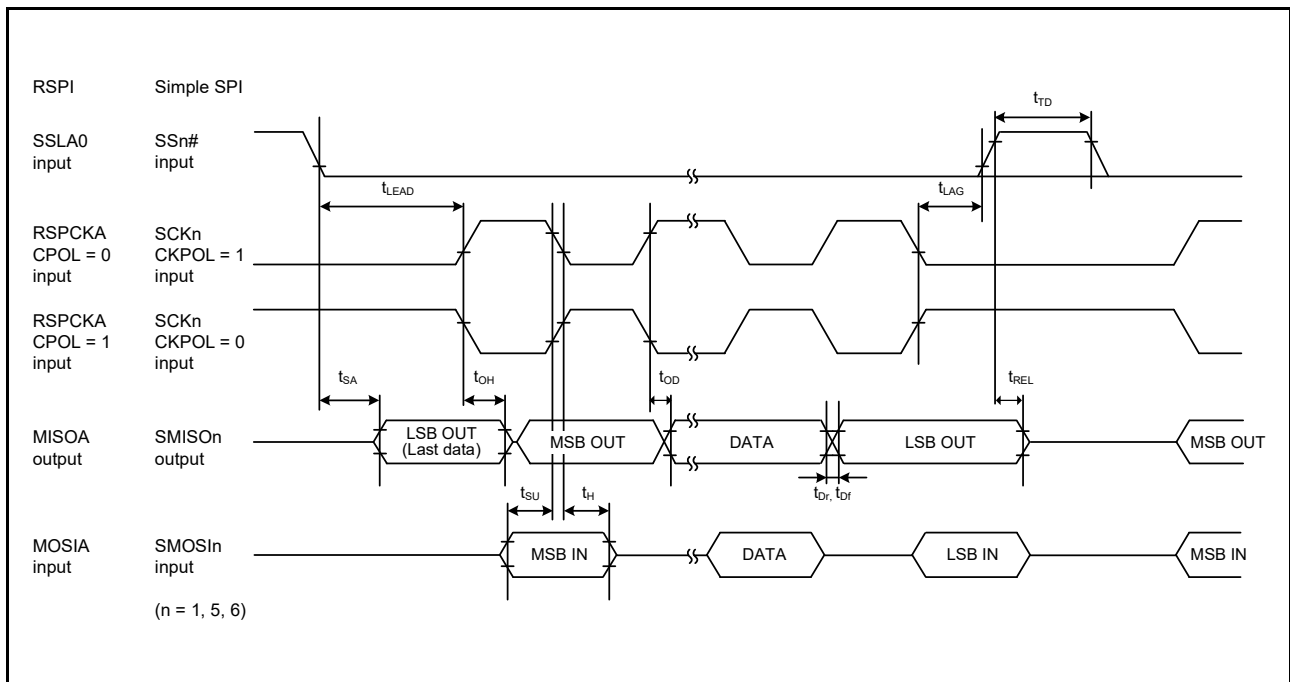 RSPI Simple SPI
tTD
SSLA0 SSn#
input input
tLEAD
tLAG
RSPCKA SCKn
CPOL = 0 CKPOL = 1
input input
RSPCKA SCKn
CPOL = 1 CKPOL = 0
input input
tSA tOH tOD tREL
MISOA SMISOn
output output
LSB OUT
(Last data)
MSB OUT DATA LSB OUT MSB OUT
tSU tH tDr, tDf
MOSIA SMOSIn
input input
MSB IN DATA LSB IN MSB IN
(n = 1, 5, 6)